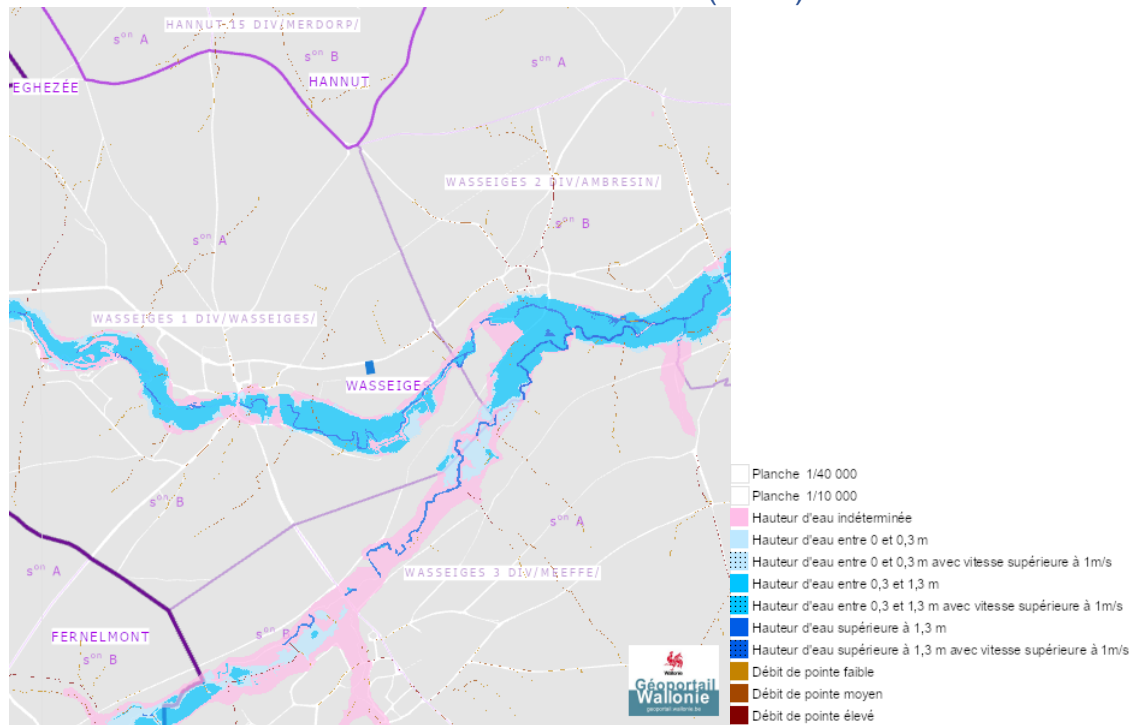 HANNUT 15 DIV/MERDORP/
sᵒⁿ A
sᵒⁿ B
sᵒⁿ A
EGHEZÉE
HANNUT
WASSEIGES 2 DIV/AMBRESIN/
sᵒⁿ B
sᵒⁿ A
WASSEIGES 1 DIV/WASSEIGES/
WASSEIGE
sᵒⁿ B
sᵒⁿ A
sᵒⁿ A
WASSEIGES 3 DIV/MEEFFE/
FERNELMONT
sᵒⁿ B
sᵒⁿ B
Wallonie
Géoportail
Wallonie
geoportail.wallonie.be
Planche 1/40 000
Planche 1/10 000
Hauteur d'eau indéterminée
Hauteur d'eau entre 0 et 0,3 m
Hauteur d'eau entre 0 et 0,3 m avec vitesse supérieure à 1m/s
Hauteur d'eau entre 0,3 et 1,3 m
Hauteur d'eau entre 0,3 et 1,3 m avec vitesse supérieure à 1m/s
Hauteur d'eau supérieure à 1,3 m
Hauteur d'eau supérieure à 1,3 m avec vitesse supérieure à 1m/s
Débit de pointe faible
Débit de pointe moyen
Débit de pointe élevé